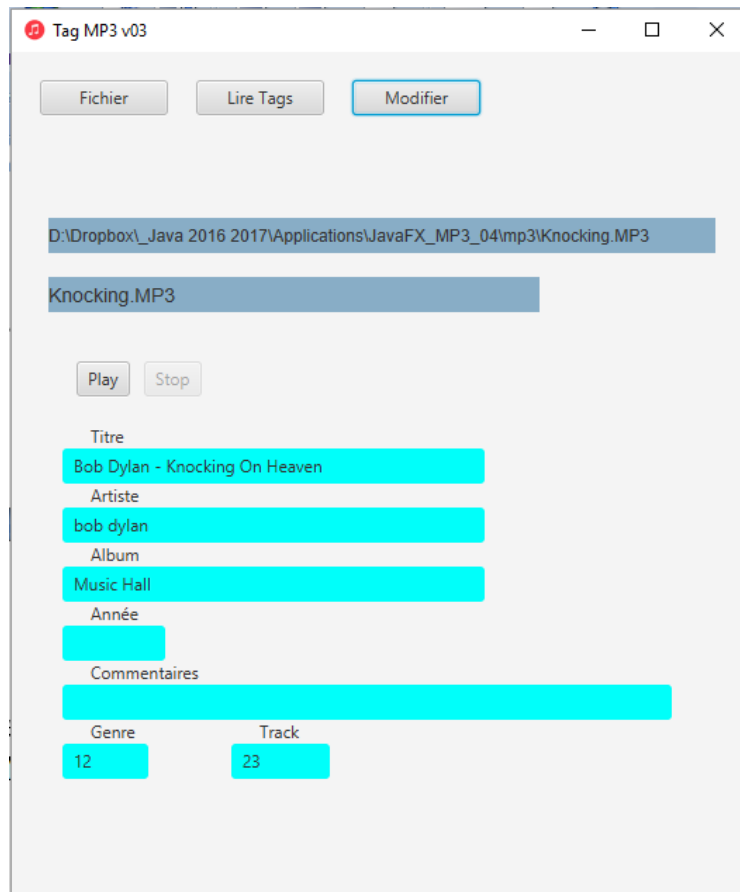 Tag MP3 v03
Fichier Lire Tags Modifier
D:\Dropbox\_Java 2016 2017\Applications\JavaFX_MP3_04\mp3\Knocking.MP3
Knocking.MP3
Play Stop
Titre
Bob Dylan - Knocking On Heaven
Artiste
bob dylan
Album
Music Hall
Année
Commentaires
Genre Track
12 23